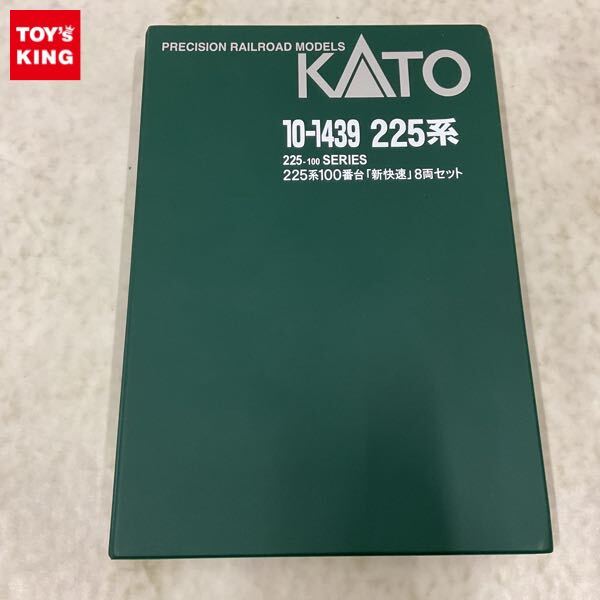 TOY's
KING
PRECISION RAILROAD MODELS
KATO
10-1439 225系
225-100 SERIES
225系100番台「新快速」8両セット